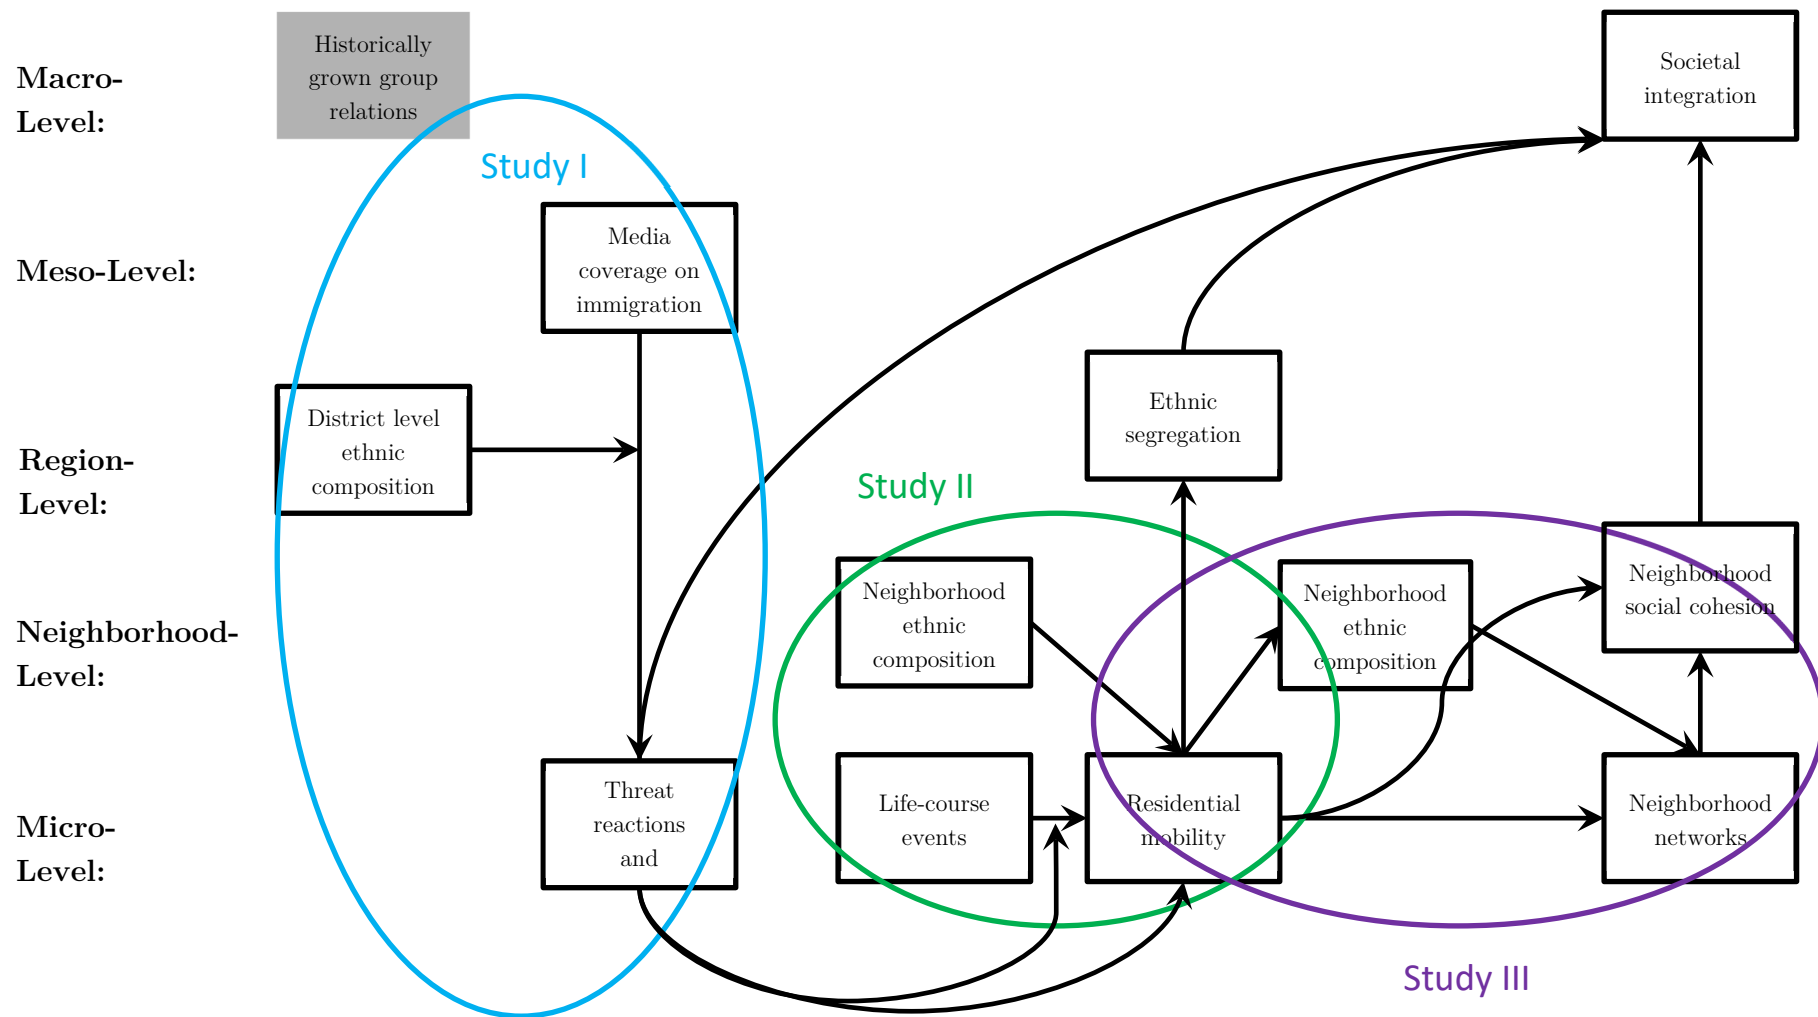 Macro-
Level:
Historically
grown group
relations
Societal
integration
Study I
Meso-Level:
Media
coverage on
immigration
Region-
Level:
District level
ethnic
composition
Ethnic
segregation
Study II
Neighborhood-
Level:
Neighborhood
ethnic
composition
Neighborhood
ethnic
composition
Neighborhood
social cohesion
Micro-
Level:
Threat
reactions
and
Life-course
events
Residential
mobility
Neighborhood
networks
Study III